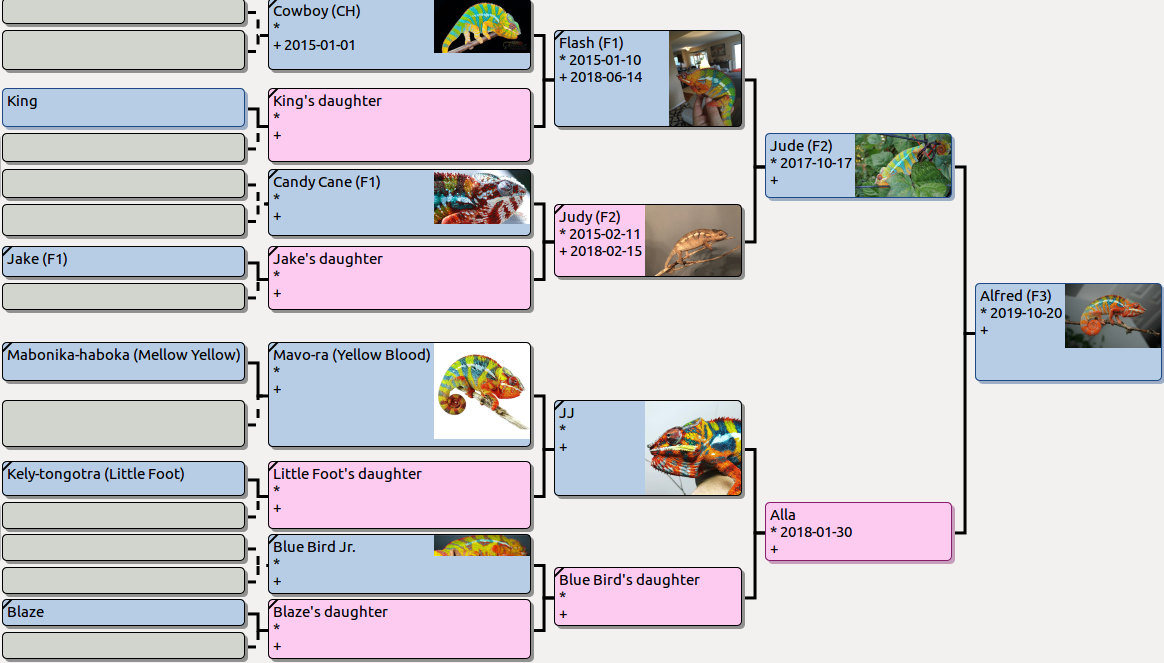 Cowboy (CH)
*
+ 2015-01-01
King
King's daughter
*
+
Candy Cane (F1)
*
+
Jake (F1)
Jake's daughter
*
+
Mabonika-haboka (Mellow Yellow)
Mavo-ra (Yellow Blood)
*
+
Kely-tongotra (Little Foot)
Little Foot's daughter
*
+
Blue Bird Jr.
*
+
Blaze
Blaze's daughter
*
+
Flash (F1)
* 2015-01-10
+ 2018-06-14
Judy (F2)
* 2015-02-11
+ 2018-02-15
JJ
*
+
Blue Bird's daughter
*
+
Jude (F2)
* 2017-10-17
+
Alla
* 2018-01-30
+
Alfred (F3)
* 2019-10-20
+